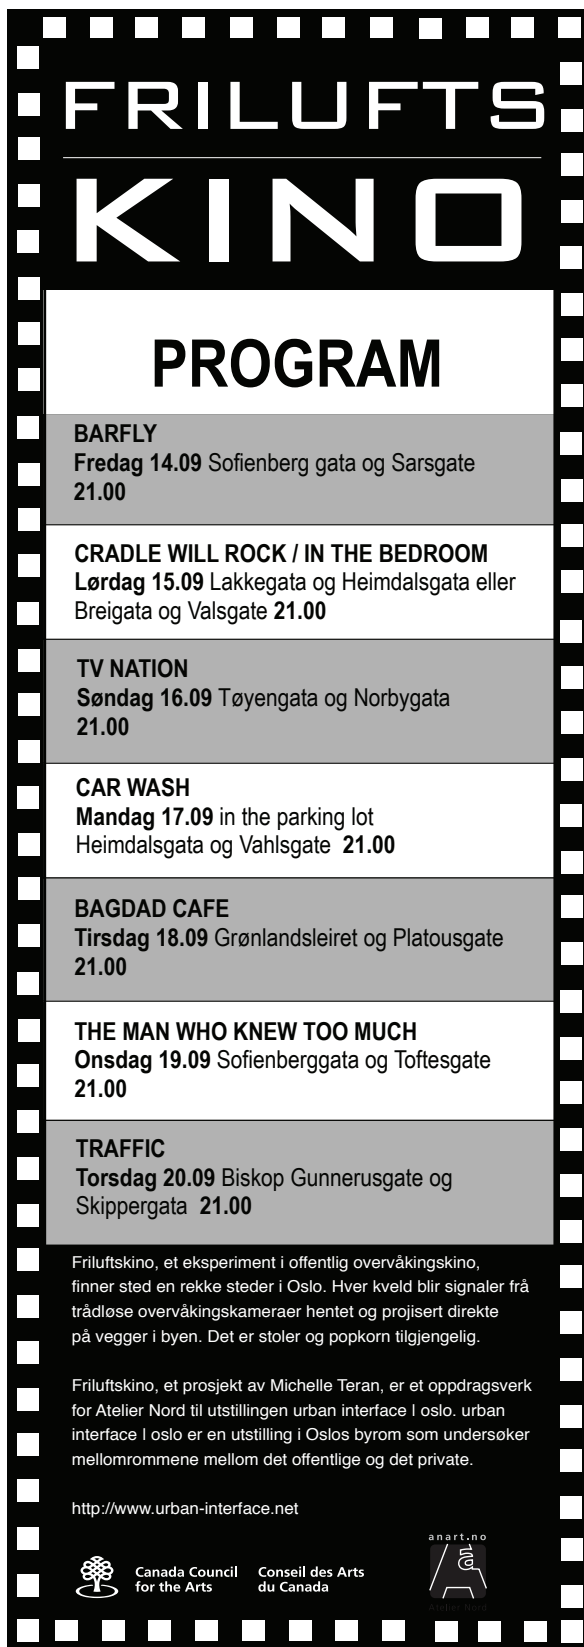 FRILUFTS
KINO
PROGRAM
BARFLY
Fredag 14.09 Sofienberg gata og Sarsgate
21.00
CRADLE WILL ROCK / IN THE BEDROOM
Lørdag 15.09 Lakkegata og Heimdalsgata eller
Breigata og Valsgate 21.00
TV NATION
Søndag 16.09 Tøyengata og Norbygata
21.00
CAR WASH
Mandag 17.09 in the parking lot
Heimdalsgata og Vahlsgate 21.00
BAGDAD CAFE
Tirsdag 18.09 Grønlandsleiret og Platousgate
21.00
THE MAN WHO KNEW TOO MUCH
Onsdag 19.09 Sofienberggata og Toftesgate
21.00
TRAFFIC
Torsdag 20.09 Biskop Gunnerusgate og
Skippergata 21.00
Friluftskino, et eksperiment i offentlig overvåkingskino,
finner sted en rekke steder i Oslo. Hver kveld blir signaler frå
trådløse overvåkingskameraer hentet og projisert direkte
på vegger i byen. Det er stoler og popkorn tilgjengelig.
Friluftskino, et prosjekt av Michelle Teran, er et oppdragsverk
for Atelier Nord til utstillingen urban interface l oslo. urban
interface l oslo er en utstilling i Oslos byrom som undersøker
mellomrommene mellom det offentlige og det private.
http://www.urban-interface.net
Canada Council
for the Arts
Conseil des Arts
du Canada
anart.no
a
Atelier Nord